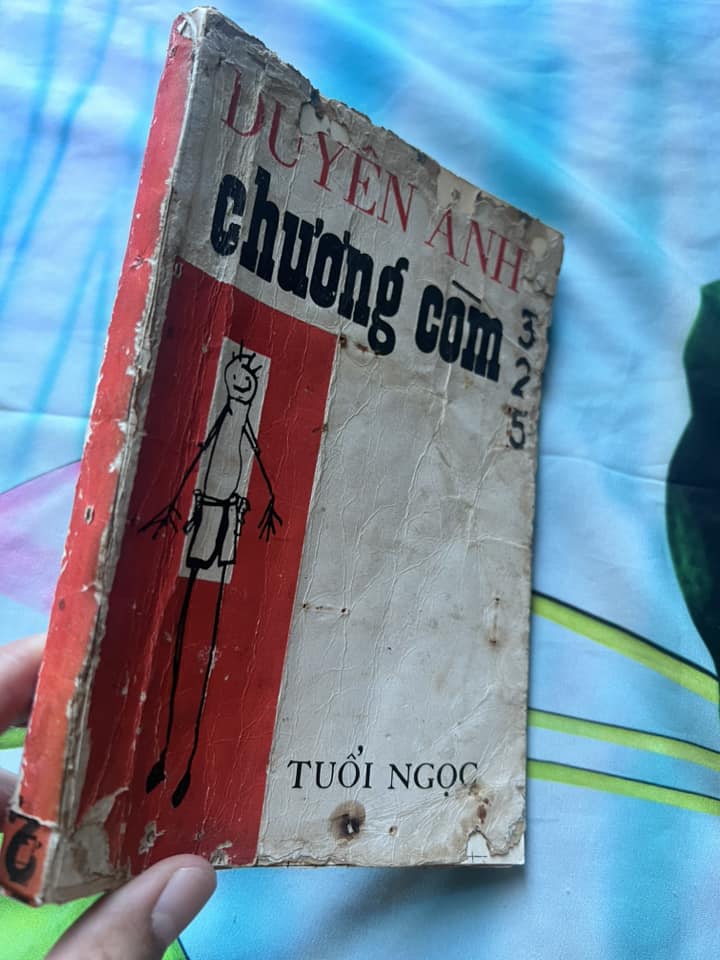 DUYÊN ANH
chương còm
3
2
5
TUỔI NGỌC